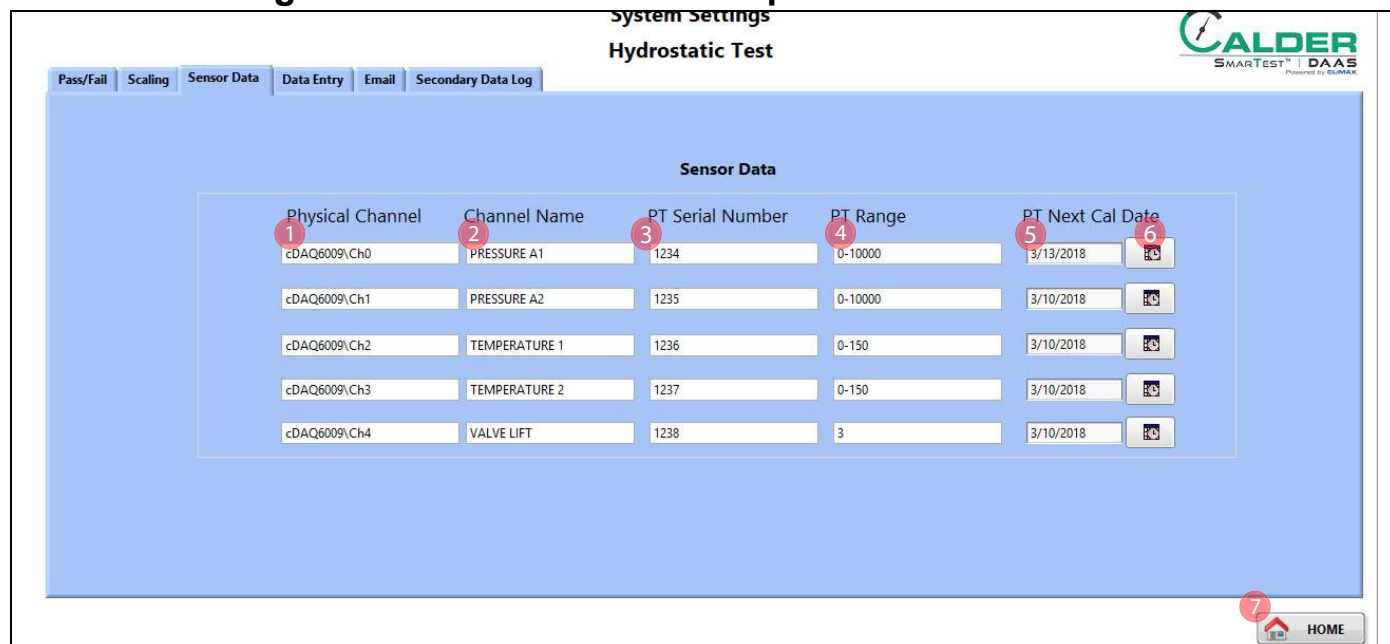 System Settings
Hydrostatic Test
CALDER
SMARTEST™ | DAAS
Powered by CLIMAX
Pass/Fail Scaling Sensor Data Data Entry Email Secondary Data Log
Sensor Data
Physical Channel Channel Name PT Serial Number PT Range PT Next Cal Date
1 2 3 4 5 6
cDAQ6009\Ch0 PRESSURE A1 1234 0-10000 3/13/2018
cDAQ6009\Ch1 PRESSURE A2 1235 0-10000 3/10/2018
cDAQ6009\Ch2 TEMPERATURE 1 1236 0-150 3/10/2018
cDAQ6009\Ch3 TEMPERATURE 2 1237 0-150 3/10/2018
cDAQ6009\Ch4 VALVE LIFT 1238 3 3/10/2018
7
HOME